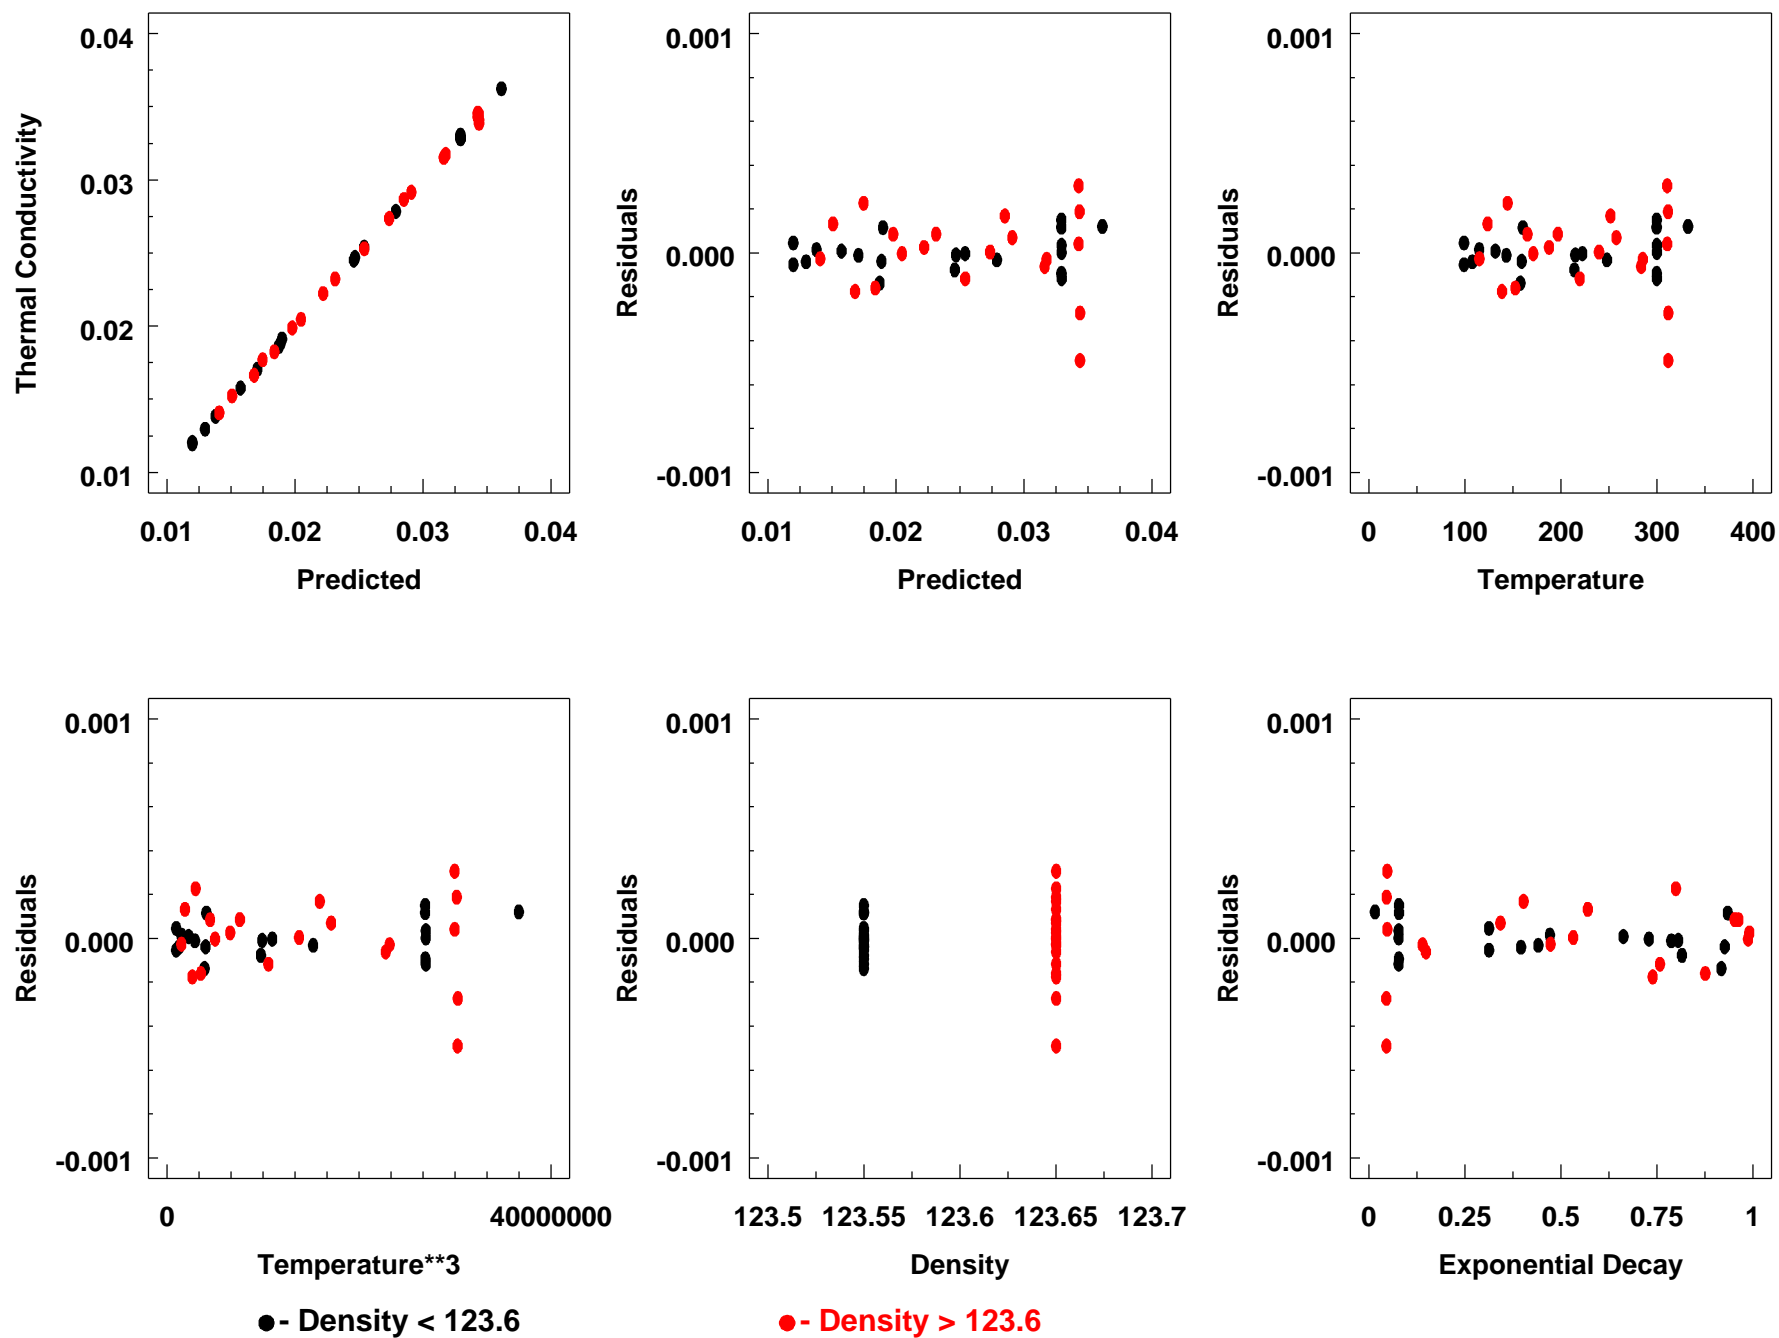 0.04
0.03
0.02
0.01
Thermal Conductivity
0.01 0.02 0.03 0.04
Predicted
0.001
0.000
-0.001
Residuals
0.01 0.02 0.03 0.04
Predicted
0.001
0.000
-0.001
Residuals
0 100 200 300 400
Temperature
0.001
0.000
-0.001
Residuals
0 40000000
Temperature**3
0.001
0.000
-0.001
Residuals
123.5 123.55 123.6 123.65 123.7
Density
0.001
0.000
-0.001
Residuals
0 0.25 0.5 0.75 1
Exponential Decay
- Density < 123.6
- Density > 123.6